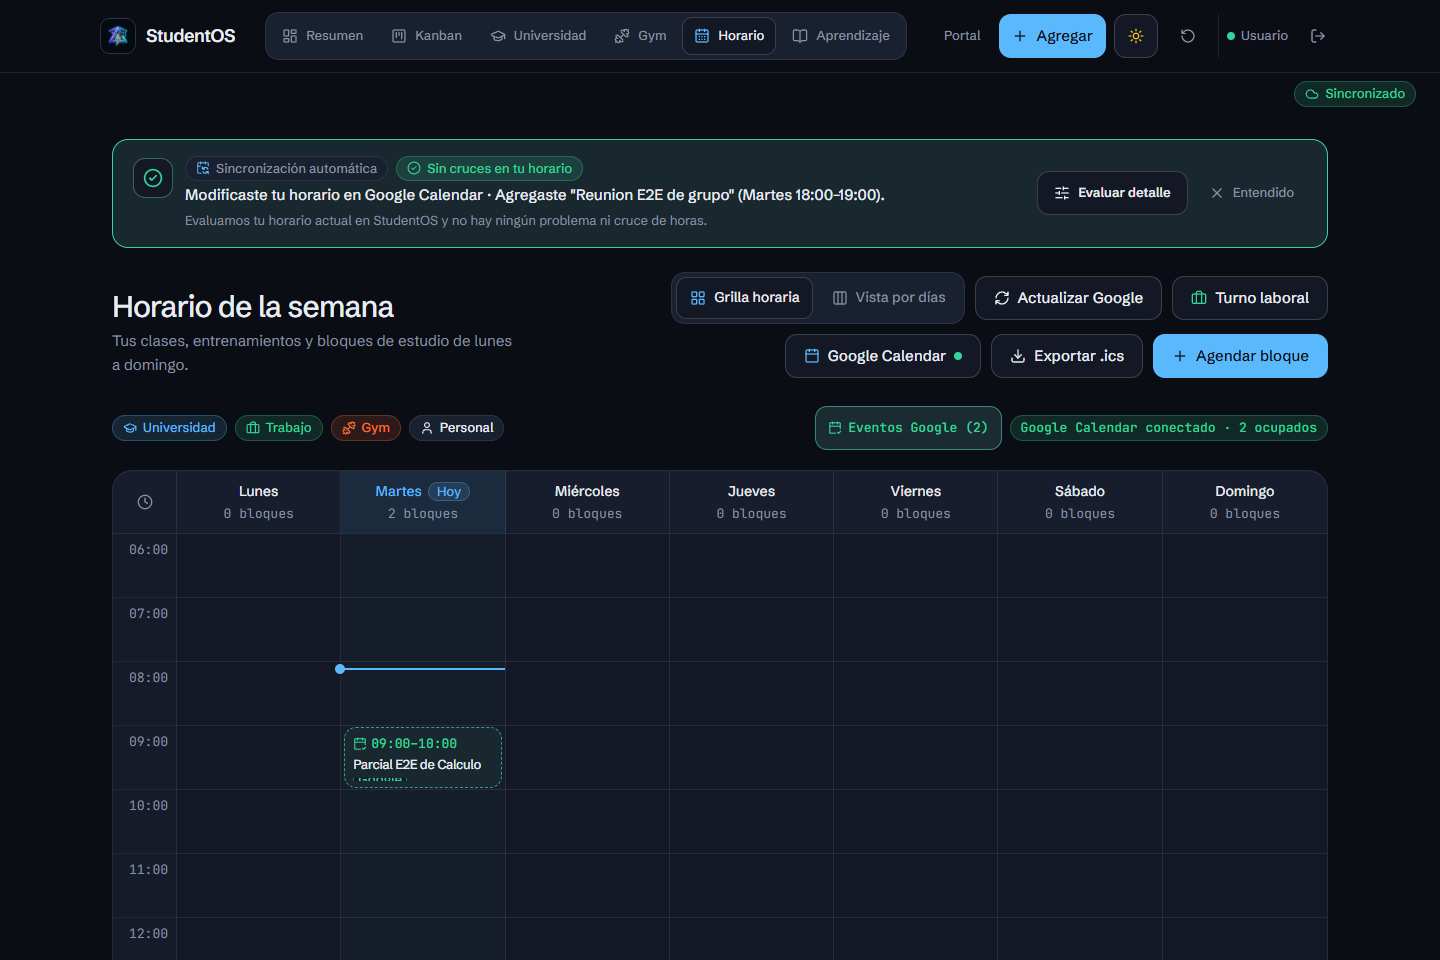 StudentOS
Resumen
Kanban
Universidad
Gym
Horario
Aprendizaje
Portal
Agregar
Usuario
Sincronizado
Sincronización automática
Sin cruces en tu horario
Modificaste tu horario en Google Calendar · Agregaste "Reunion E2E de grupo" (Martes 18:00–19:00).
Evaluamos tu horario actual en StudentOS y no hay ningún problema ni cruce de horas.
Evaluar detalle
Entendido
Horario de la semana
Tus clases, entrenamientos y bloques de estudio de lunes
a domingo.
Grilla horaria
Vista por días
Actualizar Google
Turno laboral
Google Calendar
Exportar .ics
Agendar bloque
Universidad
Trabajo
Gym
Personal
Eventos Google (2)
Google Calendar conectado · 2 ocupados
Lunes
0 bloques
Martes Hoy
2 bloques
Miércoles
0 bloques
Jueves
0 bloques
Viernes
0 bloques
Sábado
0 bloques
Domingo
0 bloques
06:00
07:00
08:00
09:00
09:00–10:00
Parcial E2E de Calculo
10:00
11:00
12:00